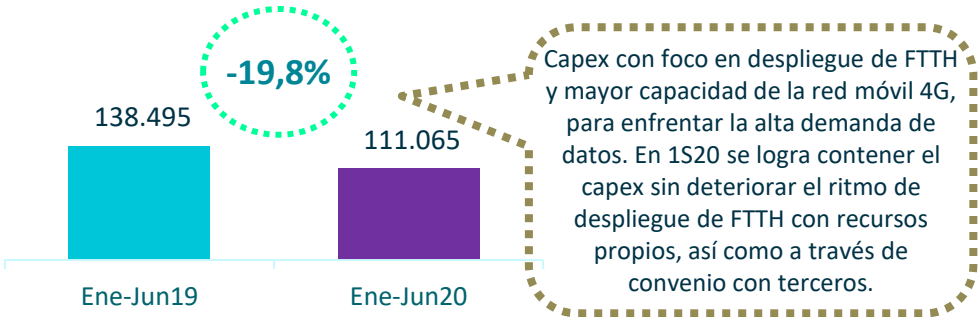 -19,8%
138.495
111.065
Ene-Jun19
Ene-Jun20
Capex con foco en despliegue de FTTH
y mayor capacidad de la red móvil 4G,
para enfrentar la alta demanda de
datos. En 1S20 se logra contener el
capex sin deteriorar el ritmo de
despliegue de FTTH con recursos
propios, así como a través de
convenio con terceros.